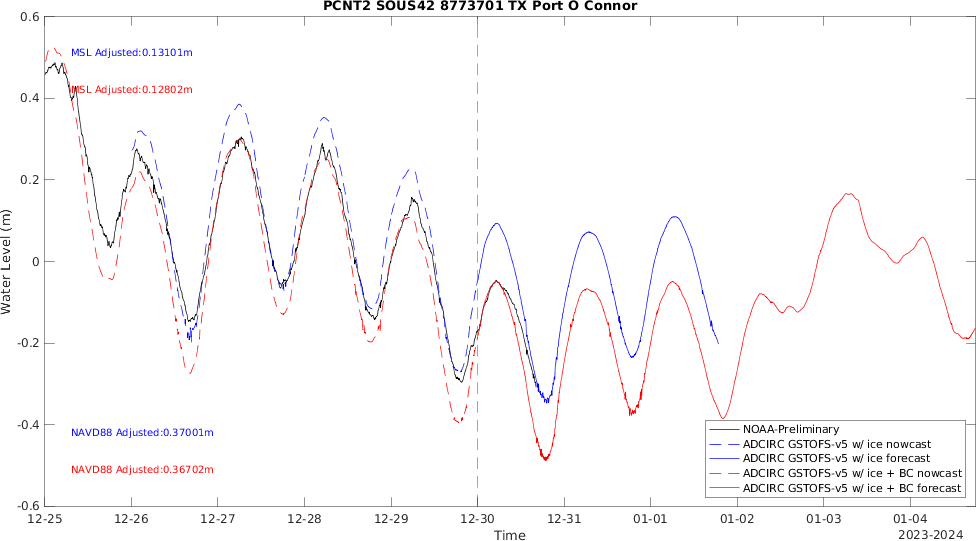 PCNT2 SOUS42 8773701 TX Port O Connor
0.6
0.4
0.2
0
-0.2
-0.4
-0.6
Water Level (m)
MSL Adjusted:0.13101m
MSL Adjusted:0.12802m
NAVD88 Adjusted:0.37001m
NAVD88 Adjusted:0.36702m
NOAA-Preliminary
ADCIRC GSTOFS-v5 w/ ice nowcast
ADCIRC GSTOFS-v5 w/ ice forecast
ADCIRC GSTOFS-v5 w/ ice + BC nowcast
ADCIRC GSTOFS-v5 w/ ice + BC forecast
12-25 12-26 12-27 12-28 12-29 12-30 12-31 01-01 01-02 01-03 01-04
Time
2023-2024